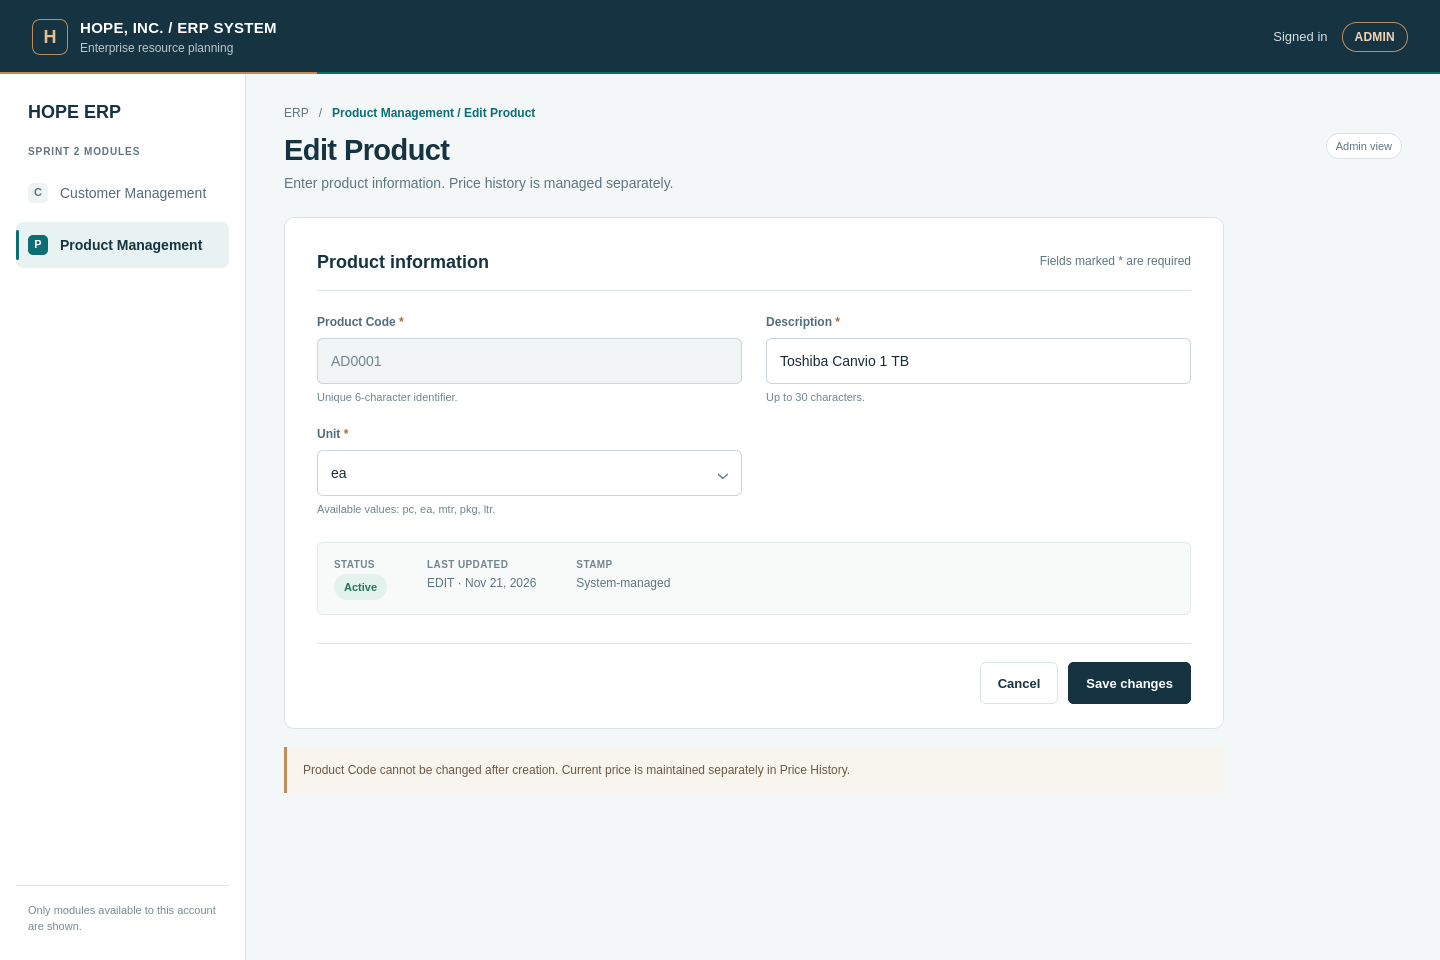 H
HOPE, INC. / ERP SYSTEM
Enterprise resource planning
Signed in
ADMIN
HOPE ERP
SPRINT 2 MODULES
C Customer Management
P Product Management
Only modules available to this account
are shown.
ERP / Product Management / Edit Product
Edit Product
Admin view
Enter product information. Price history is managed separately.
Product information
Fields marked * are required
Product Code *
AD0001
Unique 6-character identifier.
Description *
Toshiba Canvio 1 TB
Up to 30 characters.
Unit *
ea
Available values: pc, ea, mtr, pkg, ltr.
STATUS
Active
LAST UPDATED
EDIT · Nov 21, 2026
STAMP
System-managed
Cancel
Save changes
Product Code cannot be changed after creation. Current price is maintained separately in Price History.